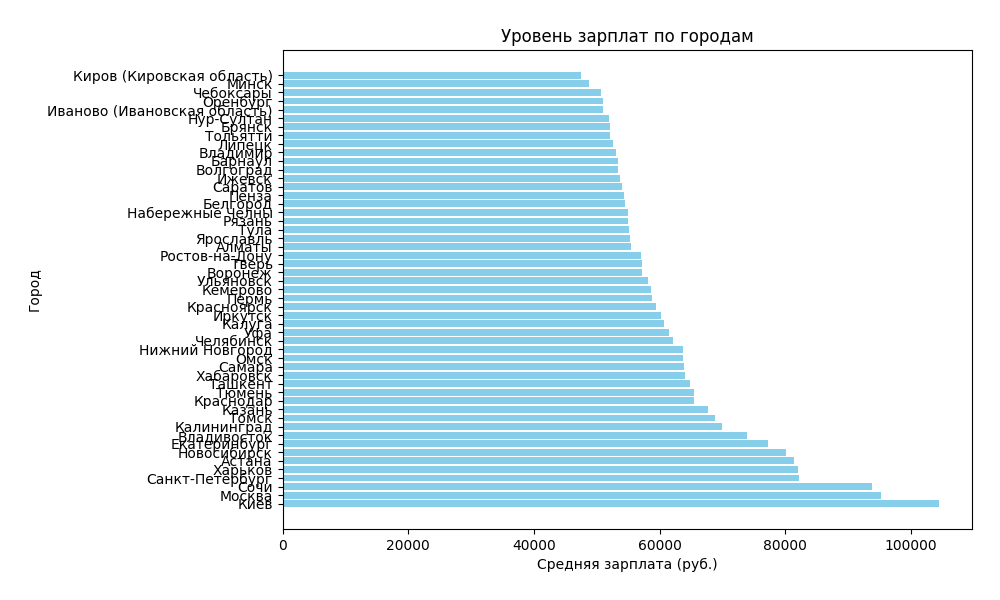 Уровень зарплат по городам
Киров (Кировская область)
Минск
Чебоксары
Оренбург
Иваново (Ивановская область)
Нур-Султан
Брянск
Тольятти
Липецк
Владимир
Барнаул
Волгоград
Ижевск
Саратов
Пенза
Белгород
Набережные Челны
Рязань
Тула
Ярославль
Алматы
Ростов-на-Дону
Тверь
Воронеж
Ульяновск
Кемерово
Пермь
Красноярск
Иркутск
Калуга
Уфа
Челябинск
Нижний Новгород
Омск
Самара
Хабаровск
Ташкент
Тюмень
Краснодар
Казань
Томск
Калининград
Владивосток
Екатеринбург
Новосибирск
Астана
Харьков
Санкт-Петербург
Сочи
Москва
Киев
Город
0 20000 40000 60000 80000 100000
Средняя зарплата (руб.)